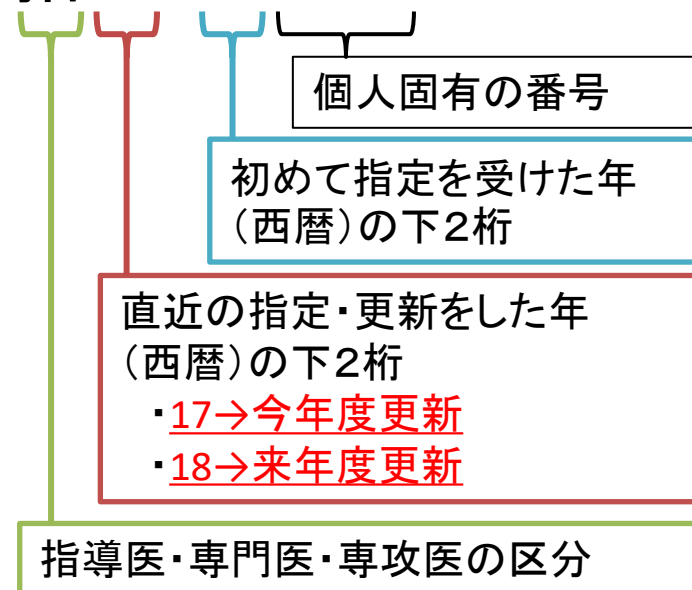 個人固有の番号
初めて指定を受けた年
（西暦）の下２桁
直近の指定・更新をした年
（西暦）の下２桁
・17→今年度更新
・18→来年度更新
指導医・専門医・専攻医の区分